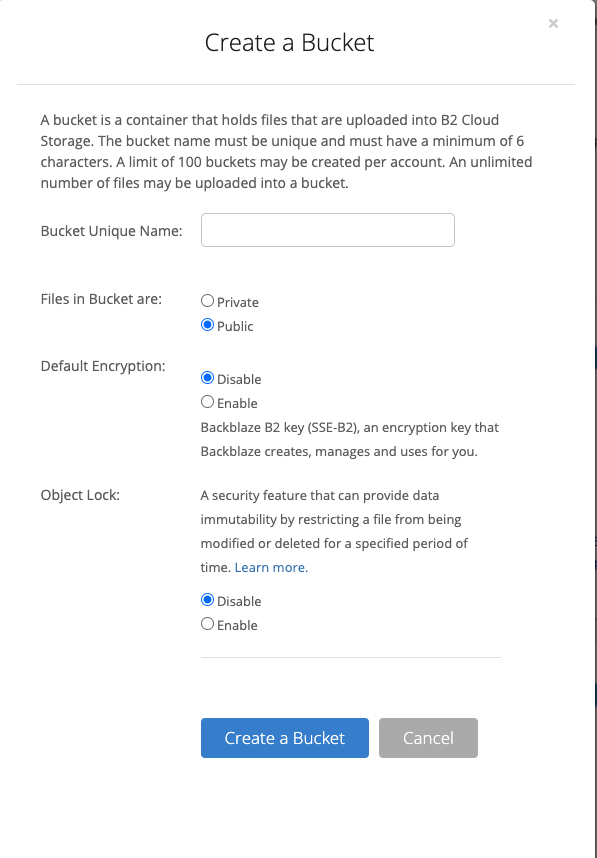 ×
Create a Bucket
A bucket is a container that holds files that are uploaded into B2 Cloud
Storage. The bucket name must be unique and must have a minimum of 6
characters. A limit of 100 buckets may be created per account. An unlimited
number of files may be uploaded into a bucket.
Bucket Unique Name:
Files in Bucket are:
Private
Public
Default Encryption:
Disable
Enable
Backblaze B2 key (SSE-B2), an encryption key that
Backblaze creates, manages and uses for you.
Object Lock:
A security feature that can provide data
immutability by restricting a file from being
modified or deleted for a specified period of
time. Learn more.
Disable
Enable
Create a Bucket
Cancel